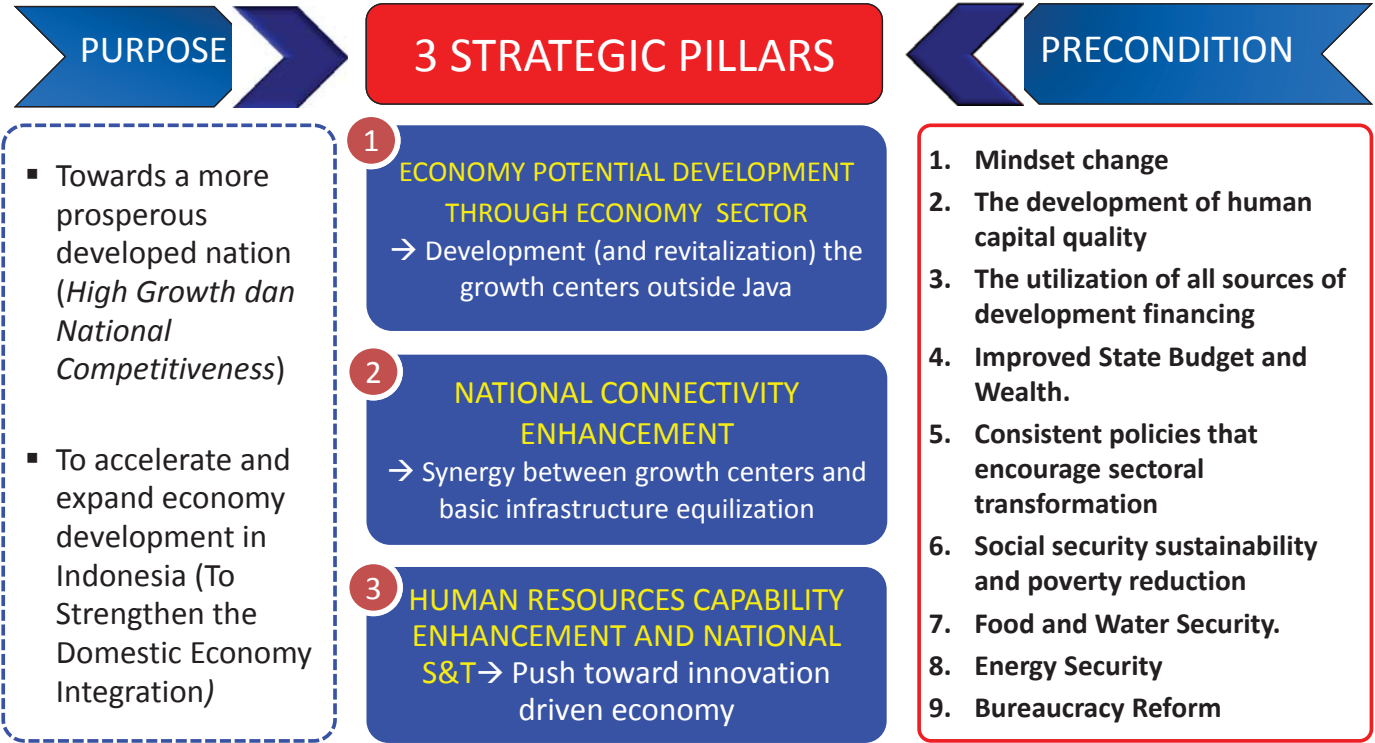 PURPOSE
3 STRATEGIC PILLARS
PRECONDITION
▪ Towards a more
prosperous
developed nation
(High Growth dan
National
Competitiveness)
▪ To accelerate and
expand economy
development in
Indonesia (To
Strengthen the
Domestic Economy
Integration)
1
ECONOMY POTENTIAL DEVELOPMENT
THROUGH ECONOMY SECTOR
→ Development (and revitalization) the
growth centers outside Java
2
NATIONAL CONNECTIVITY
ENHANCEMENT
→ Synergy between growth centers and
basic infrastructure equilization
3
HUMAN RESOURCES CAPABILITY
ENHANCEMENT AND NATIONAL
S&T→ Push toward innovation
driven economy
1. Mindset change
2. The development of human
capital quality
3. The utilization of all sources of
development financing
4. Improved State Budget and
Wealth.
5. Consistent policies that
encourage sectoral
transformation
6. Social security sustainability
and poverty reduction
7. Food and Water Security.
8. Energy Security
9. Bureaucracy Reform